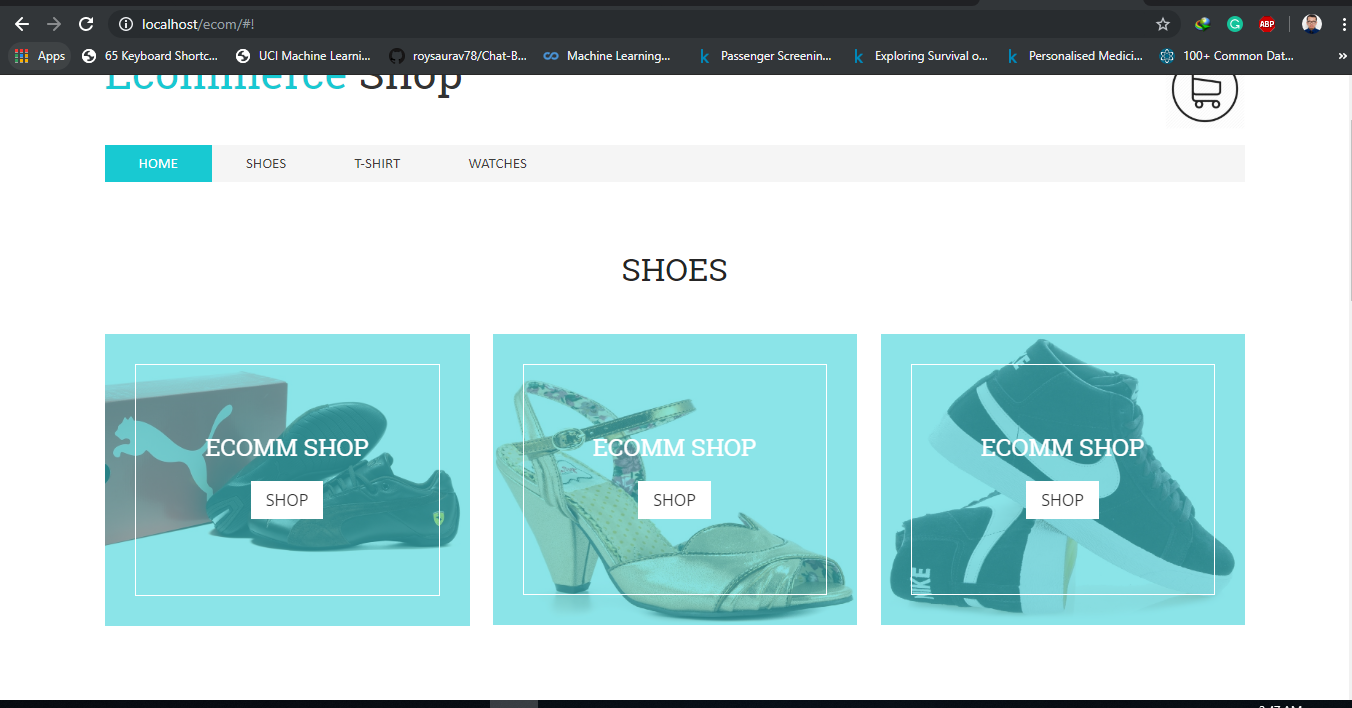 localhost/ecom/#!
ABP
Apps 65 Keyboard Shortc... UCI Machine Learni... roysaurav78/Chat-B... Machine Learning... Passenger Screenin... Exploring Survival o... Personalised Medici... 100+ Common Dat... »
Ecommerce Shop
HOME SHOES T-SHIRT WATCHES
SHOES
ECOMM SHOP ECOMM SHOP ECOMM SHOP
SHOP SHOP SHOP
NIKE